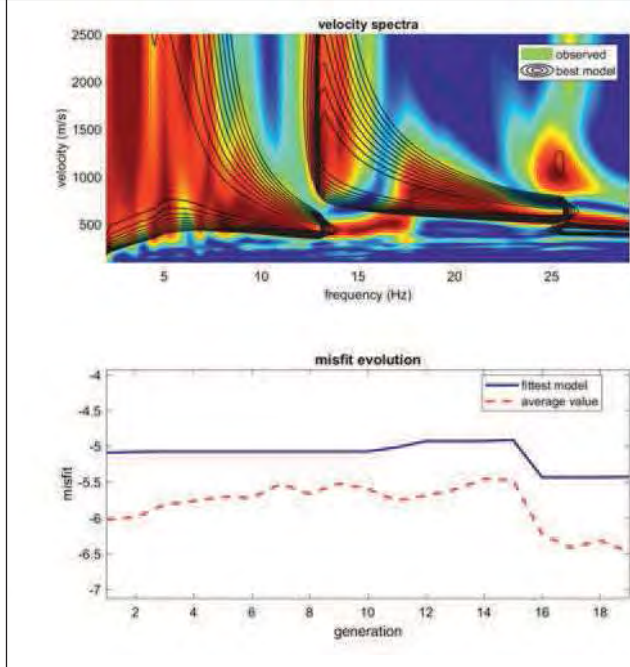 velocity spectra
2500
2000
1500
1000
500
velocity (m/s)
observed
best model
5
10
15
20
25
frequency (Hz)
misfit evolution
-4
-4.5
-5
-5.5
-6
-6.5
-7
misfit
fittest model
average value
2
4
6
8
10
12
14
16
18
generation